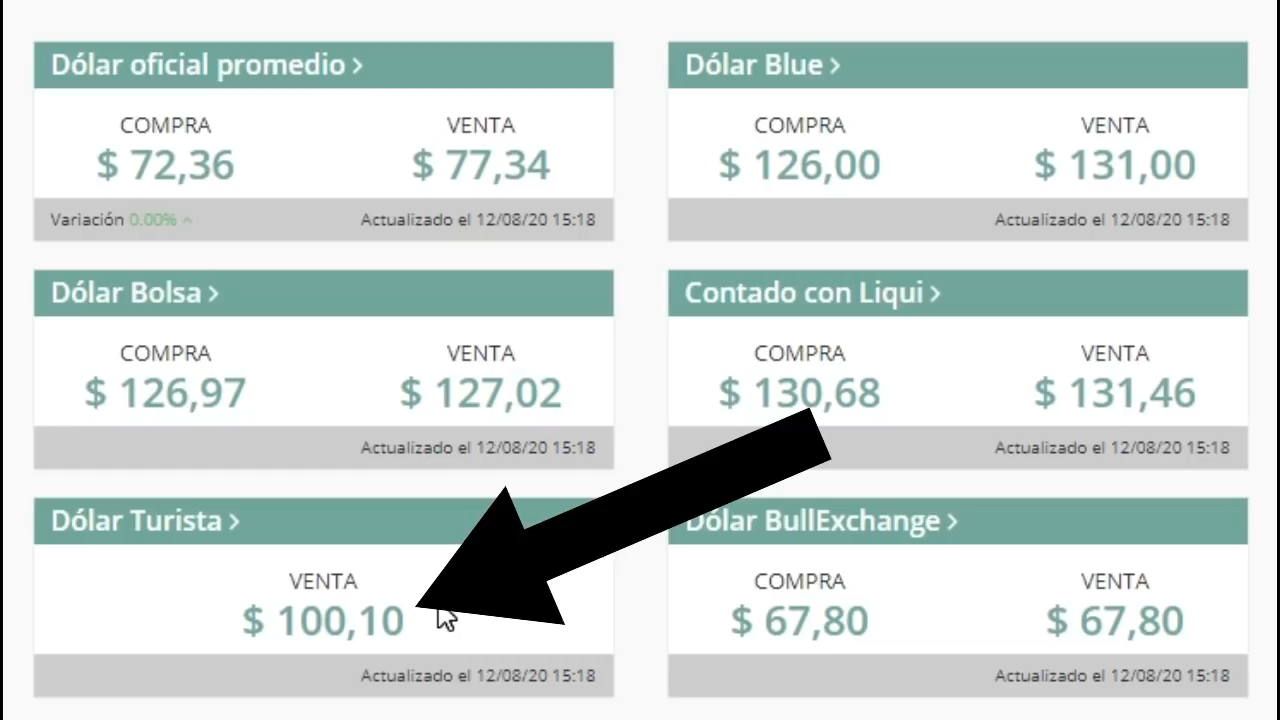 Dólar oficial promedio >
COMPRA VENTA
$ 72,36 $ 77,34
Variación 0.00% ^ Actualizado el 12/08/20 15:18
Dólar Blue >
COMPRA VENTA
$ 126,00 $ 131,00
Actualizado el 12/08/20 15:18
Dólar Bolsa >
COMPRA VENTA
$ 126,97 $ 127,02
Actualizado el 12/08/20 15:18
Contado con Liqui >
COMPRA VENTA
$ 130,68 $ 131,46
Actualizado el 12/08/20 15:18
Dólar Turista >
VENTA
$ 100,10
Actualizado el 12/08/20 15:18
Dólar BullExchange >
COMPRA VENTA
$ 67,80 $ 67,80
Actualizado el 12/08/20 15:18